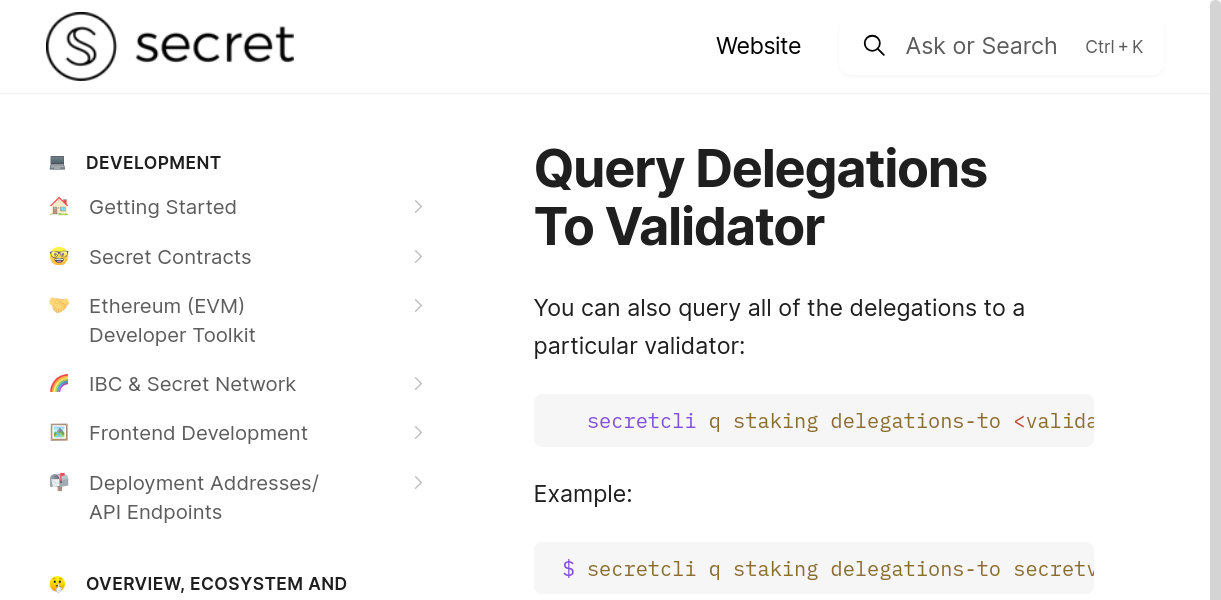 secret
Website
Ask or Search
Ctrl + K
DEVELOPMENT
Getting Started
Secret Contracts
Ethereum (EVM)
Developer Toolkit
IBC & Secret Network
Frontend Development
Deployment Addresses/
API Endpoints
OVERVIEW, ECOSYSTEM AND
Query Delegations
To Validator
You can also query all of the delegations to a
particular validator:
secretcli q staking delegations-to <valida
Example:
$ secretcli q staking delegations-to secretv